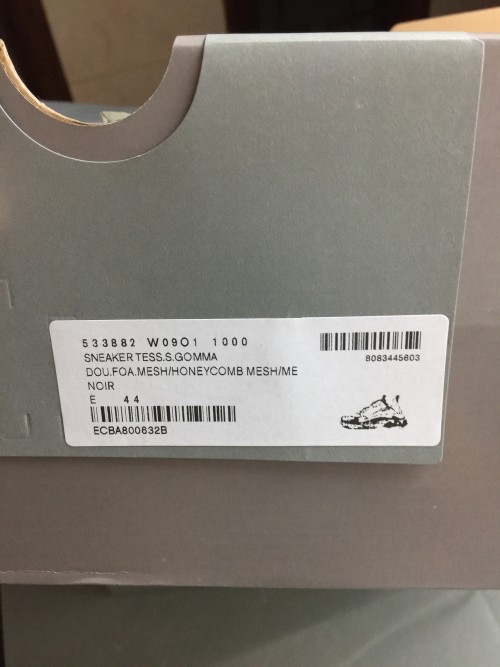 533882 W09O1 1000
8083445603
SNEAKER TESS.S.GOMMA
DOU.FOA.MESH/HONEYCOMB MESH/ME
NOIR
E 44
ECBA800632B